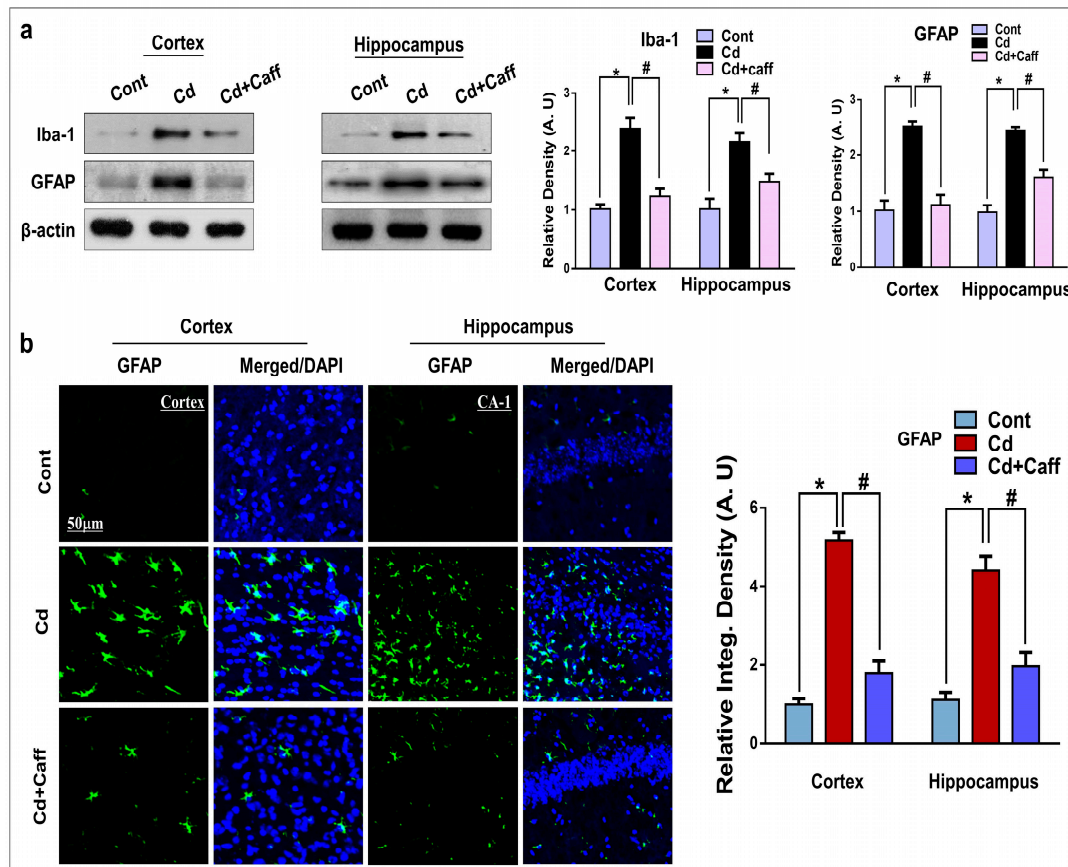 a
Cortex
Hippocampus
Cont Cd Cd+Caff
Cont Cd Cd+Caff
Iba-1
GFAP
β-actin
Iba-1
Cont
Cd
Cd+caff
Relative Density (A. U)
3
2
1
0
* #
* #
Cortex Hippocampus
GFAP
Cont
Cd
Cd+Caff
Relative Density (A. U)
3
2
1
0
* #
* #
Cortex Hippocampus
b
Cortex Hippocampus
GFAP Merged/DAPI GFAP Merged/DAPI
Cont
Cortex
CA-1
50µm
Cd
Cd+Caff
GFAP
Cont
Cd
Cd+Caff
Relative Integ. Density (A. U)
6
4
2
0
* #
* #
Cortex Hippocampus